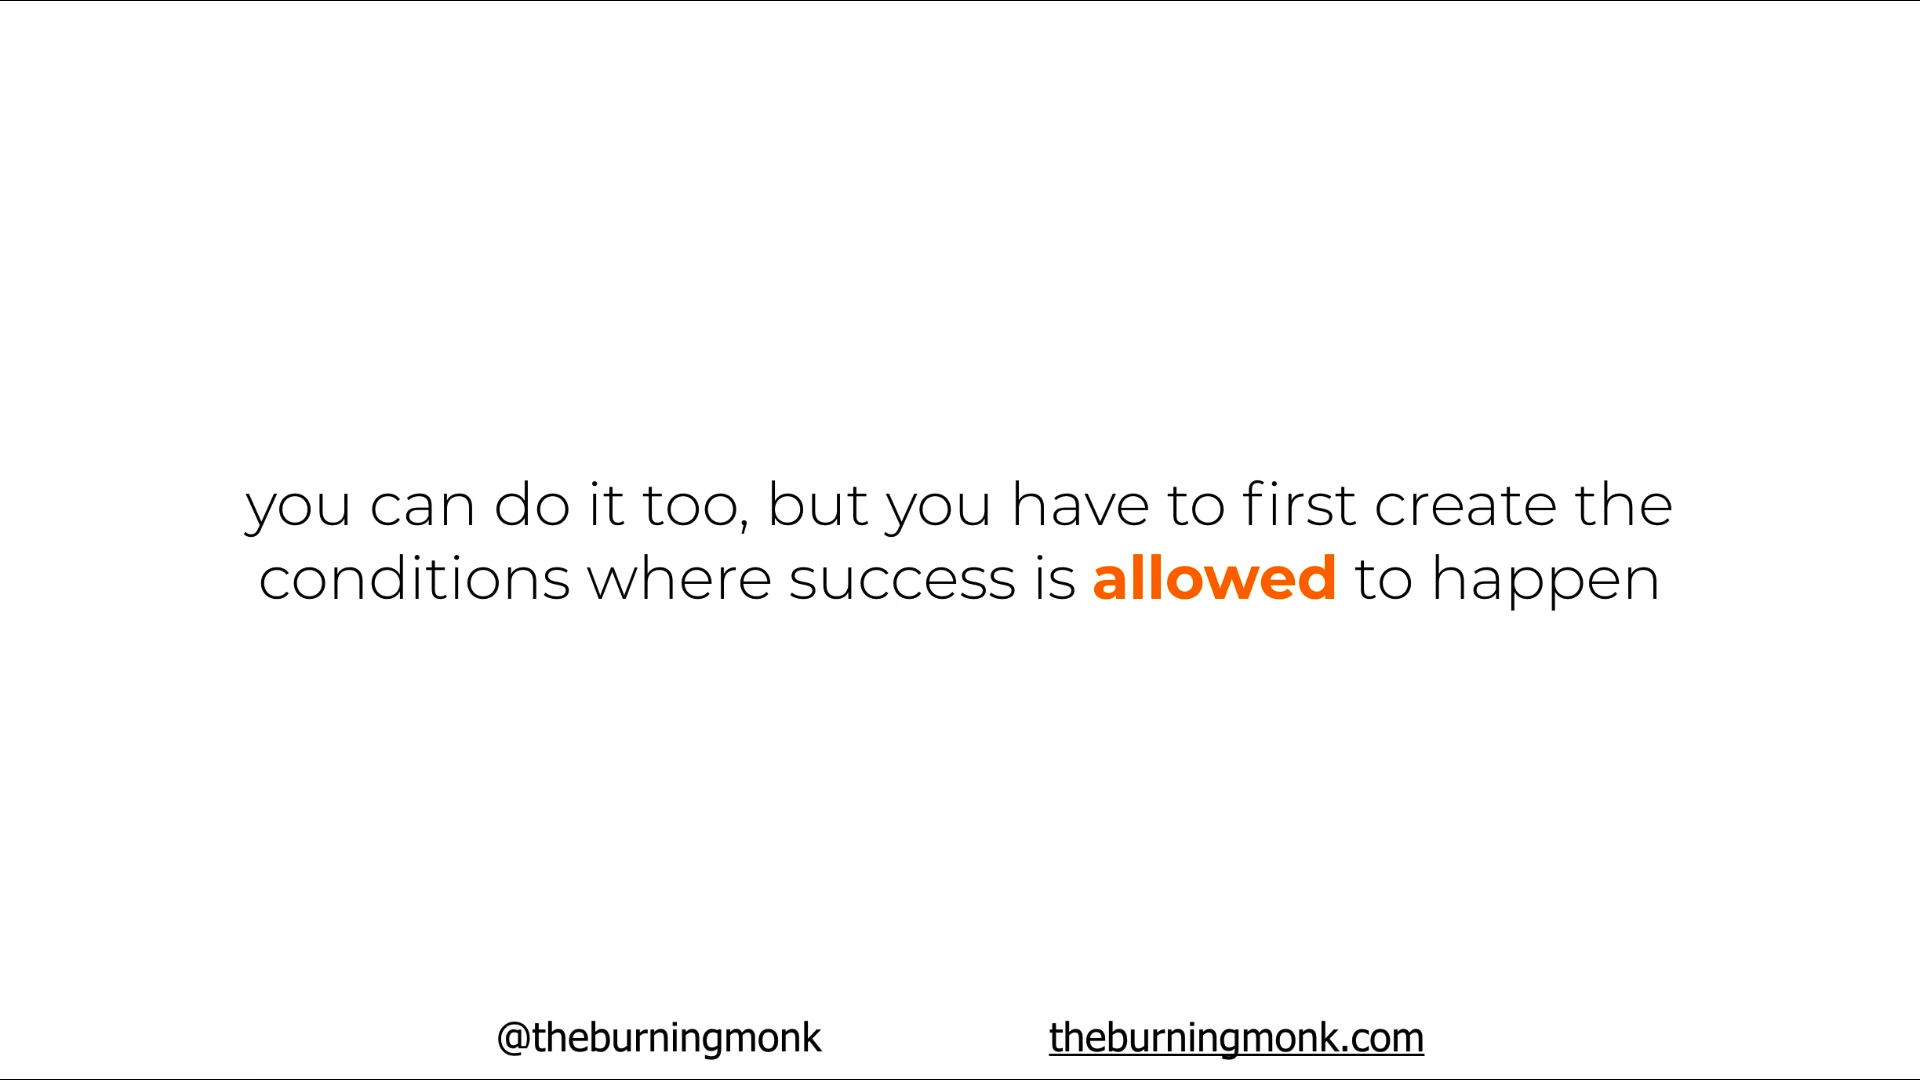 you can do it too, but you have to first create the
conditions where success is allowed to happen
@theburningmonk
theburningmonk.com